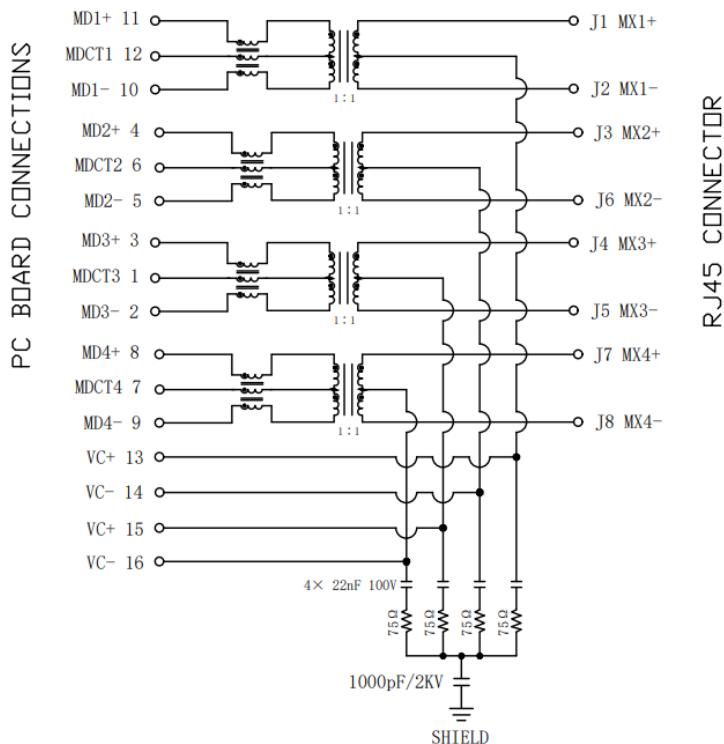 PC BOARD CONNECTIONS
MD1+ 11
MDCT1 12
MD1- 10
1:1
J1 MX1+
J2 MX1-
MD2+ 4
MDCT2 6
MD2- 5
1:1
J3 MX2+
J6 MX2-
MD3+ 3
MDCT3 1
MD3- 2
1:1
J4 MX3+
J5 MX3-
MD4+ 8
MDCT4 7
MD4- 9
1:1
J7 MX4+
J8 MX4-
RJ45 CONNECTOR
VC+ 13
VC- 14
VC+ 15
VC- 16
4× 22nF 100V
75Ω
75Ω
75Ω
75Ω
1000pF/2KV
SHIELD